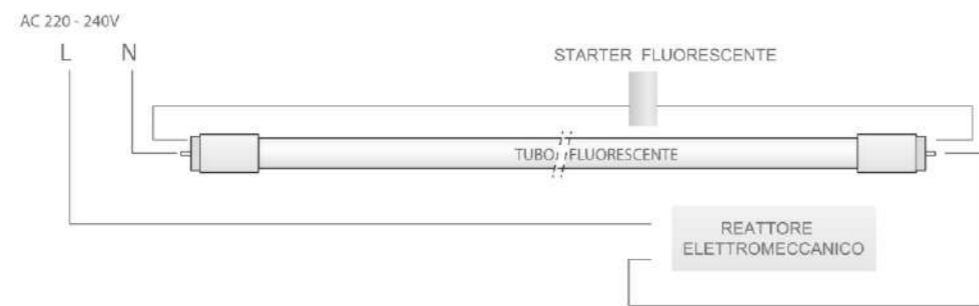 AC 220 - 240V
L N
STARTER FLUORESCENTE
TUBO FLUORESCENTE
REATTORE
ELETTROMECCANICO